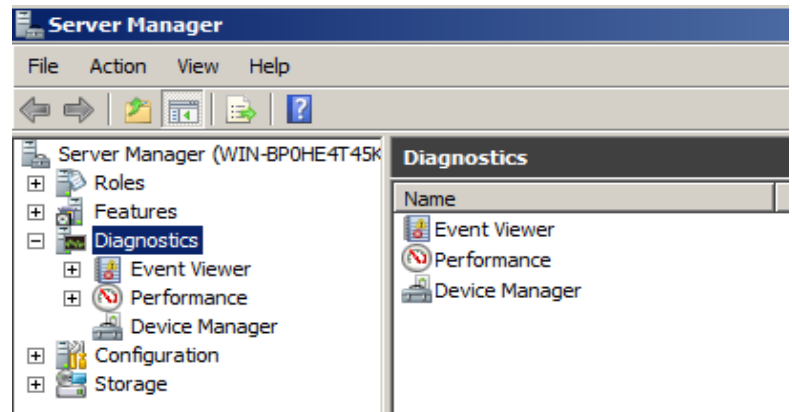 Server Manager
File Action View Help
Server Manager (WIN-BP0HE4T45K
Roles
Features
Diagnostics
Event Viewer
Performance
Device Manager
Configuration
Storage
Diagnostics
Name
Event Viewer
Performance
Device Manager